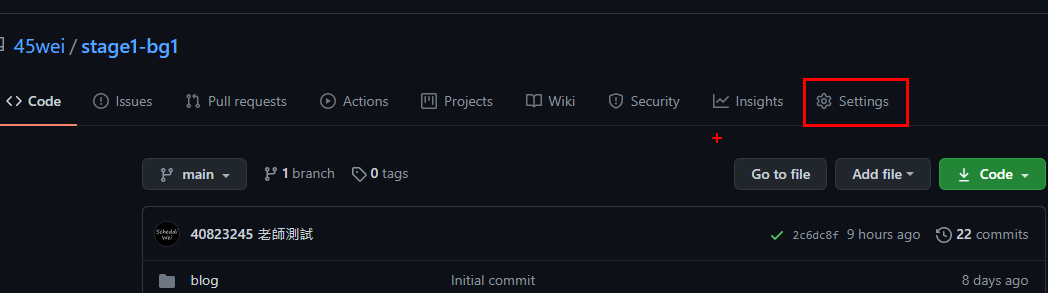 45wei / stage1-bg1
Code Issues Pull requests Actions Projects Wiki Security Insights Settings
main 1 branch 0 tags Go to file Add file Code
40823245 老師測試 2c6dc8f 9 hours ago 22 commits
blog Initial commit 8 days ago